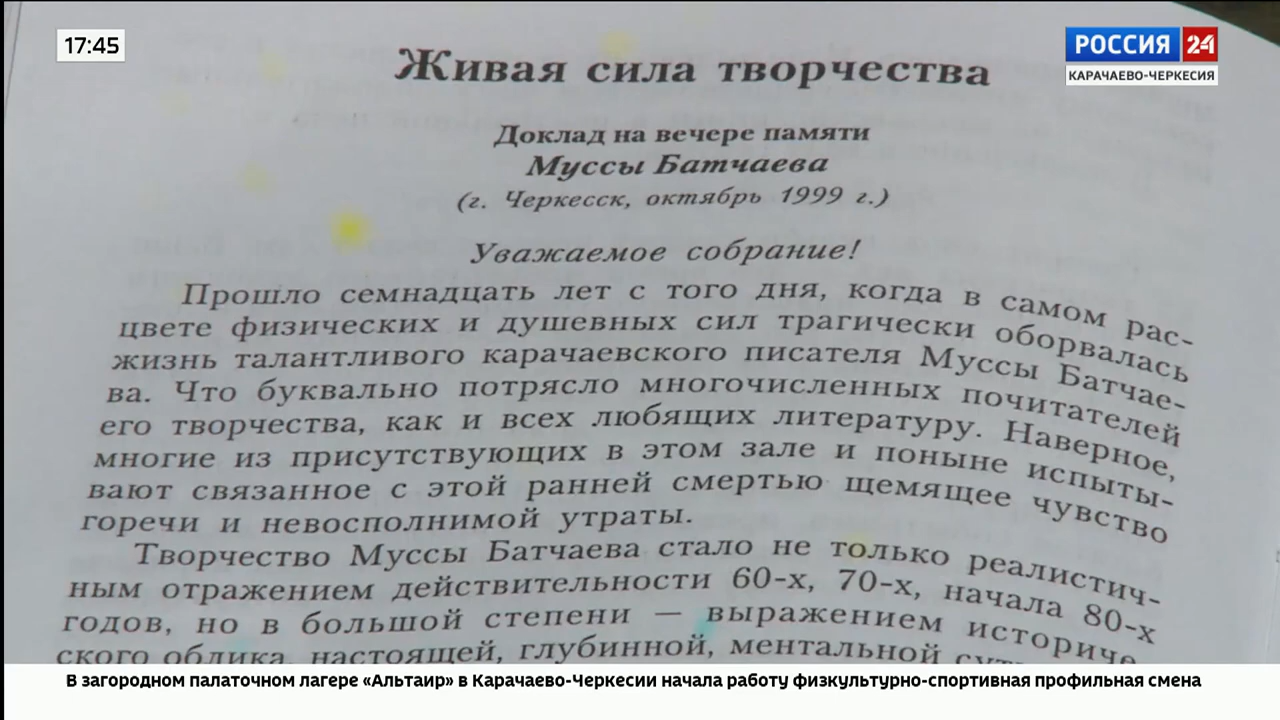 17:45
РОССИЯ 24
КАРАЧАЕВО-ЧЕРКЕСИЯ
Живая сила творчества
Доклад на вечере памяти
Муссы Батчаева
(г. Черкесск, октябрь 1999 г.)
Уважаемое собрание!
Прошло семнадцать лет с того дня, когда в самом рас-
цвете физических и душевных сил трагически оборвалась
жизнь талантливого карачаевского писателя Муссы Батчае-
ва. Что буквально потрясло многочисленных почитателей
его творчества, как и всех любящих литературу. Наверное,
многие из присутствующих в этом зале и поныне испыты-
вают связанное с этой ранней смертью щемящее чувство
горечи и невосполнимой утраты.
Творчество Муссы Батчаева стало не только реалистич-
ным отражением действительности 60-х, 70-х, начала 80-х
годов, но в большой степени — выражением историче-
ского облика, настоящей, глубинной, ментальной
В загородном палаточном лагере «Альтаир» в Карачаево-Черкесии начала работу физкультурно-спортивная профильная смена